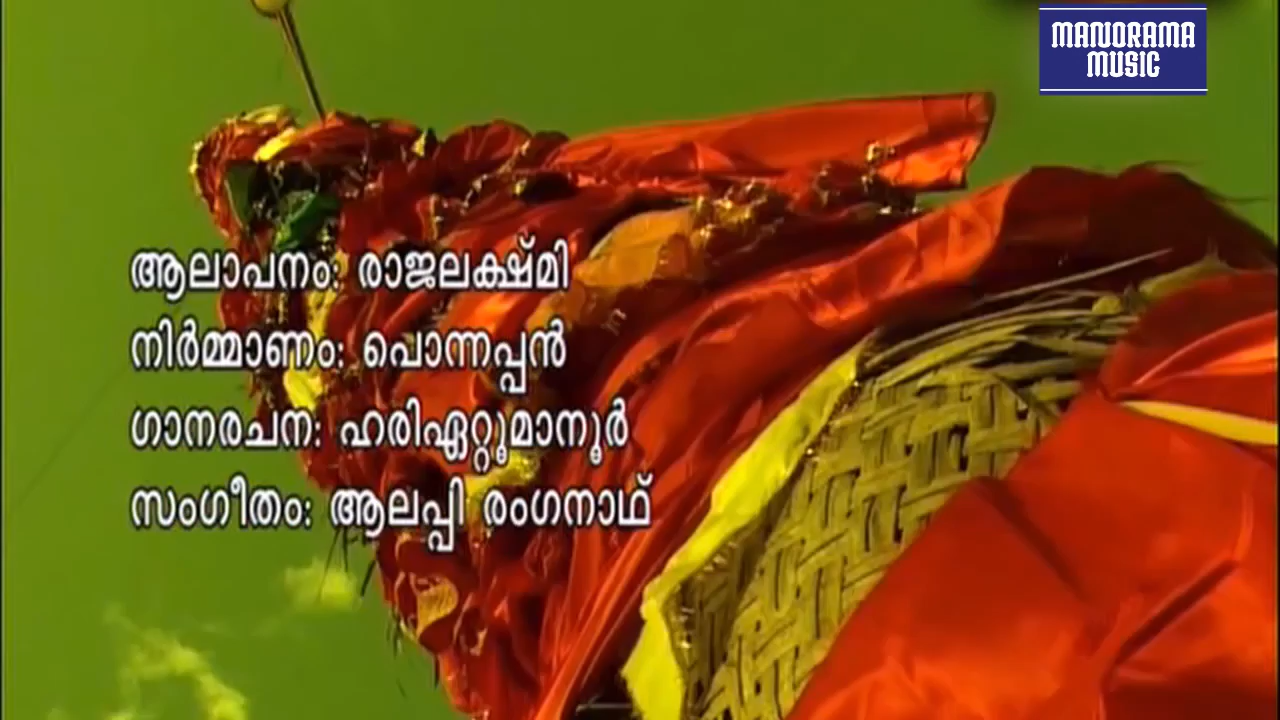 MANORAMA
MUSIC
ആലാപനം: രാജലക്ഷ്മി
നിർമ്മാണം: പൊന്നപ്പൻ
ഗാനരചന: ഹരിഏറ്റൂമാനൂർ
സംഗീതം: ആലപ്പി രംഗനാഥ്